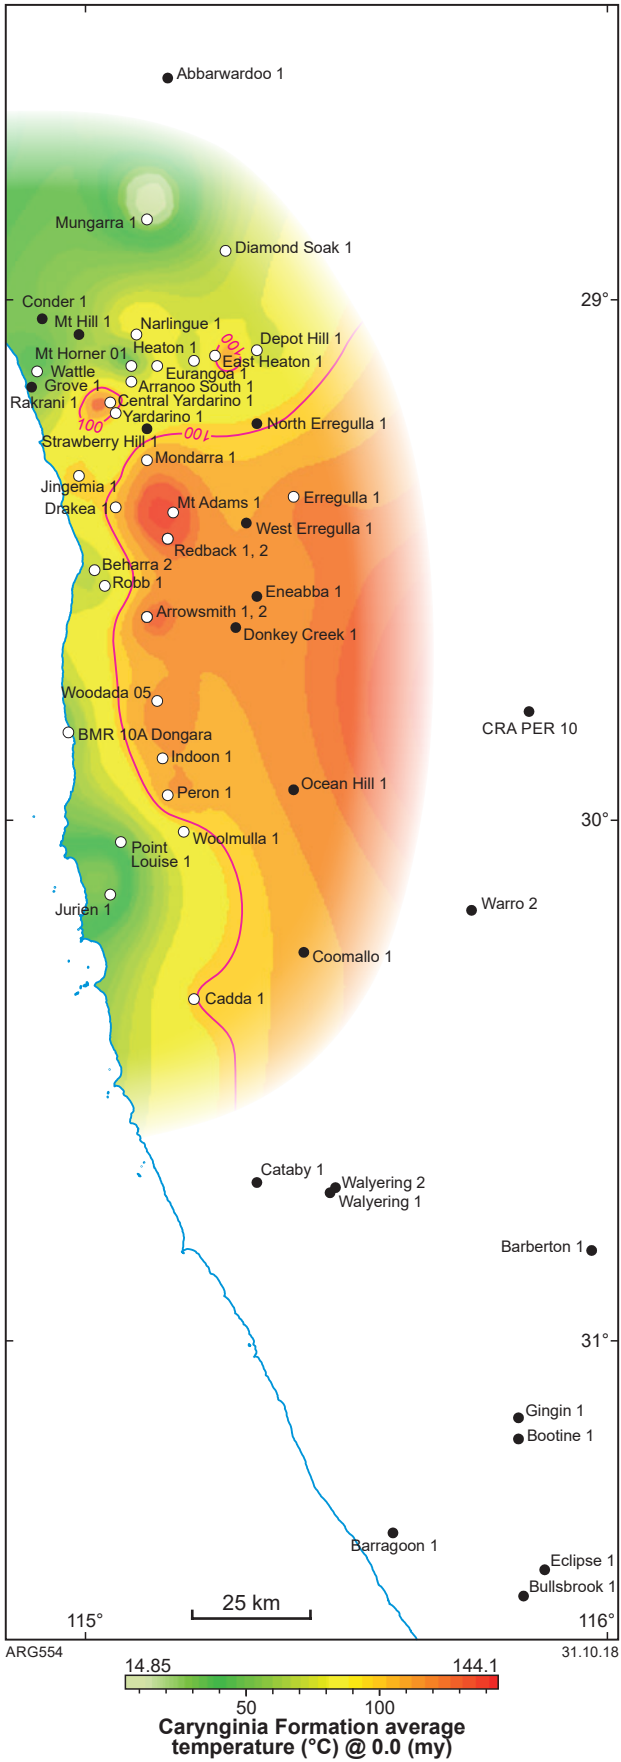 Abbarwardoo 1
Mungarra 1
Diamond Soak 1
29°
Conder 1
Mt Hill 1
Narlingue 1
100
Depot Hill 1
Heaton 1
Mt Horner 01
East Heaton 1
Wattle
Grove 1
Eurangoa 1
Arranoo South 1
Rakrani 1
Central Yardarino 1
Yardarino 1
100
North Erregulla 1
100
Strawberry Hill 1
Mondarra 1
Jingemia 1
Erregulla 1
Drakea 1
Mt Adams 1
West Erregulla 1
Redback 1, 2
Beharra 2
Robb 1
Eneabba 1
Arrowsmith 1, 2
Donkey Creek 1
Woodada 05
CRA PER 10
BMR 10A Dongara
Indoon 1
Ocean Hill 1
Peron 1
30°
Woolmulla 1
Point
Louise 1
Jurien 1
Warro 2
Coomallo 1
Cadda 1
Cataby 1
Walyering 2
Walyering 1
Barberton 1
31°
Gingin 1
Bootine 1
Barragoon 1
Eclipse 1
Bullsbrook 1
25 km
115°
116°
ARG554
31.10.18
14.85
144.1
50
100
Carynginia Formation average
temperature (°C) @ 0.0 (my)